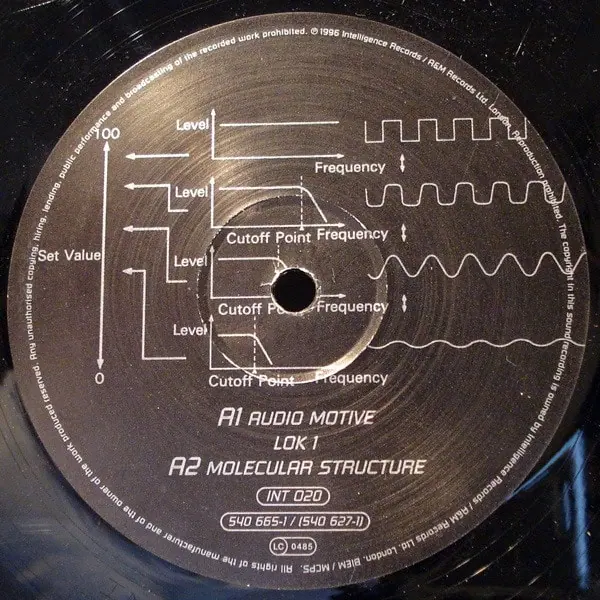 Any unauthorised copying, hiring, lending, public performance and broadcasting of the recorded work prohibited. ℗ © 1996 Intelligence Records / A&M Records Ltd. London. Reproduction prohibited. The copyright in this sound recording is owned by Intelligence Records / A&M Records Ltd. London. BIEM / MCPS. All rights of the manufacturer and of the owner of the work produced reserved.
100
Level
Frequency
Level
Cutoff Point Frequency
Set Value
Level
Cutoff Point Frequency
Level
0
Cutoff Point Frequency
A1 AUDIO MOTIVE
LOK 1
A2 MOLECULAR STRUCTURE
INT 020
540 665-1 / (540 627-1)
LC 0485